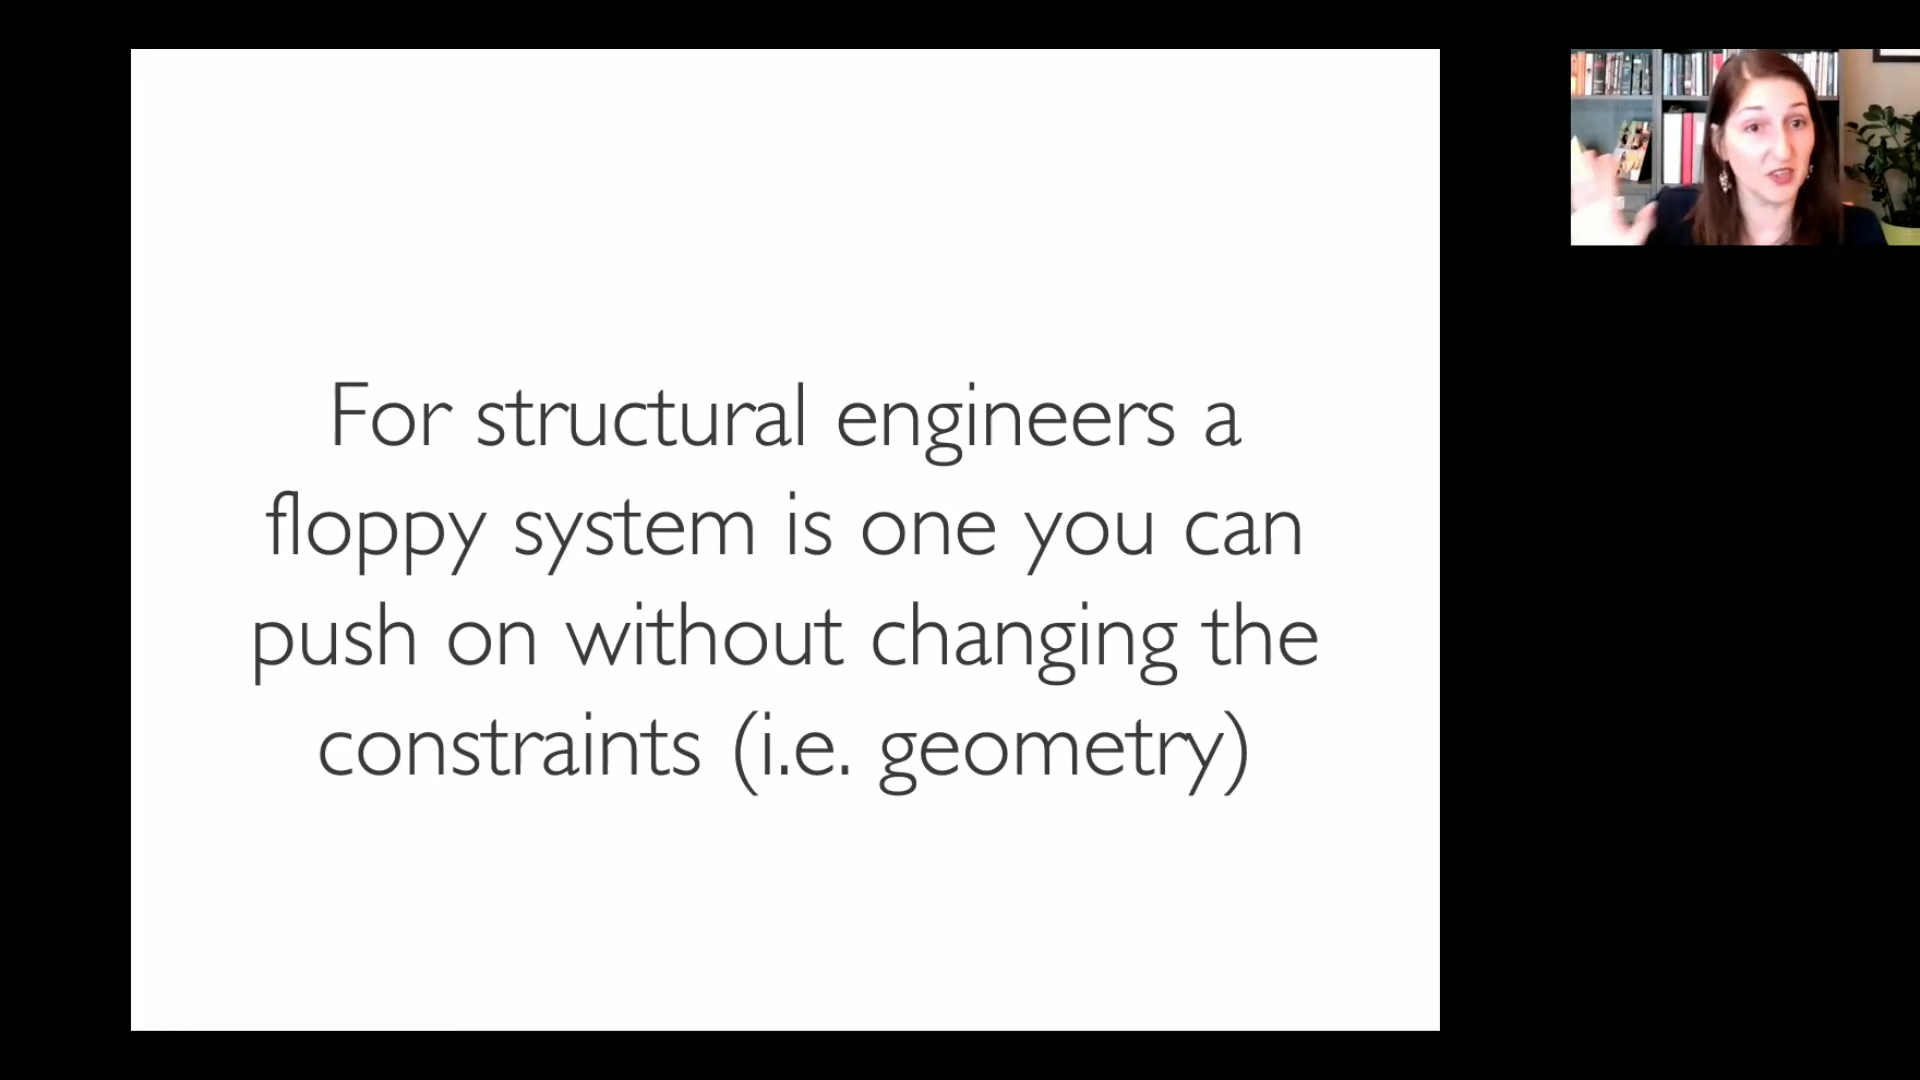 For structural engineers a
floppy system is one you can
push on without changing the
constraints (i.e. geometry)